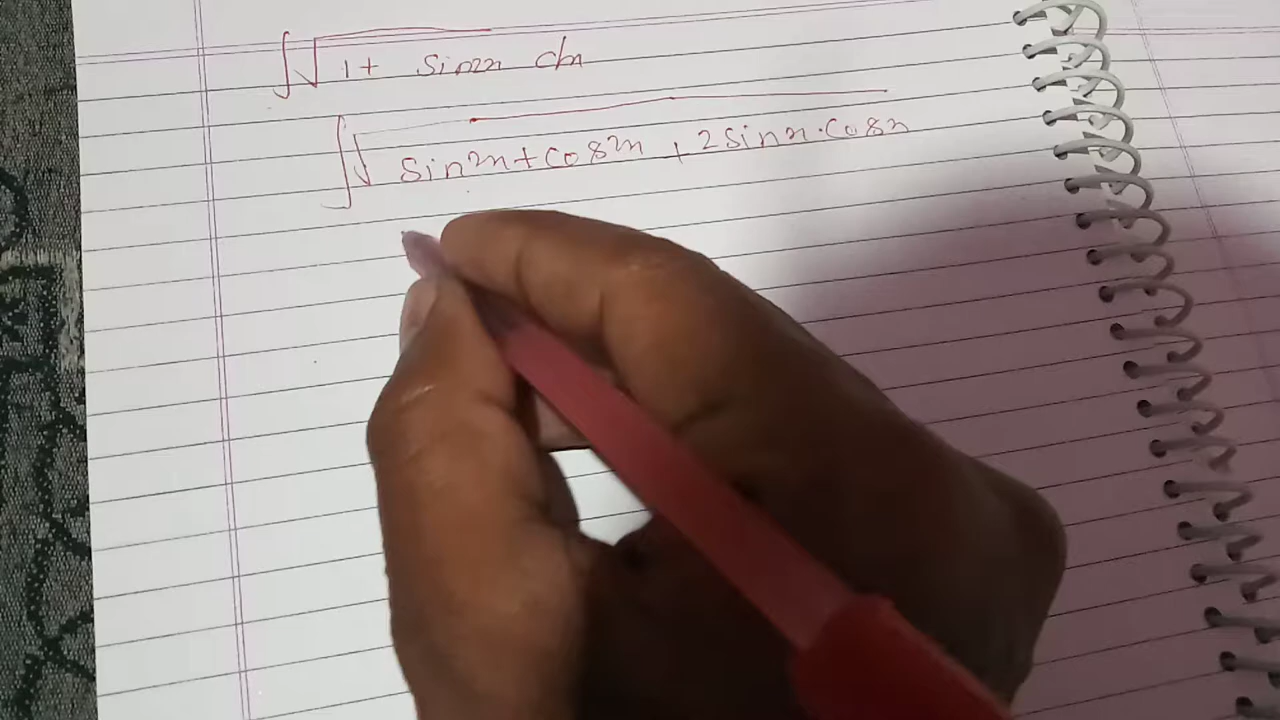 ∫√1 + sin2x dx
∫√sin²x + cos²x + 2sinx·cosx